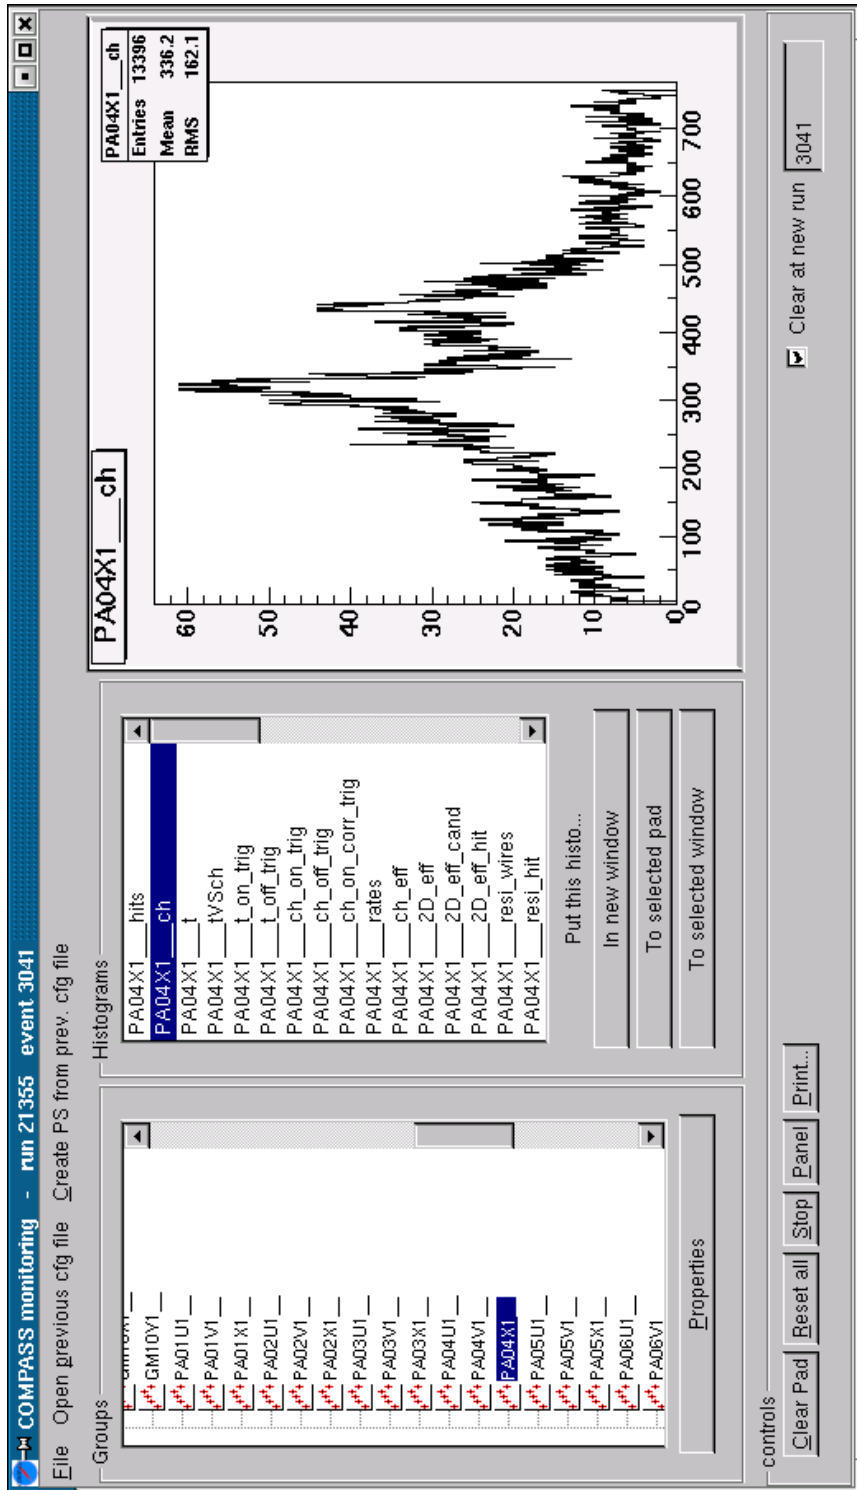 COMPASS monitoring - run 21355 event 3041
File Open previous cfg file Create PS from prev. cfg file
Groups
GM10V1__
PA01U1__
PA01V1__
PA01X1__
PA02U1__
PA02V1__
PA02X1__
PA03U1__
PA03V1__
PA03X1__
PA04U1__
PA04V1__
PA04X1__
PA05U1__
PA05V1__
PA05X1__
PA06U1__
PA06V1__
Properties
Histograms
PA04X1___hits
PA04X1___ch
PA04X1___t
PA04X1___tVSch
PA04X1___t_on_trig
PA04X1___t_off_trig
PA04X1___ch_on_trig
PA04X1___ch_off_trig
PA04X1___ch_on_corr_trig
PA04X1___rates
PA04X1___ch_eff
PA04X1___2D_eff
PA04X1___2D_eff_cand
PA04X1___2D_eff_hit
PA04X1___resi_wires
PA04X1___resi_hit
Put this histo...
In new window
To selected pad
To selected window
PA04X1___ch
PA04X1___ch
Entries 13396
Mean 336.2
RMS 162.1
60
50
40
30
20
10
0
0 100 200 300 400 500 600 700
controls
Clear Pad Reset all Stop Panel Print... Clear at new run 3041